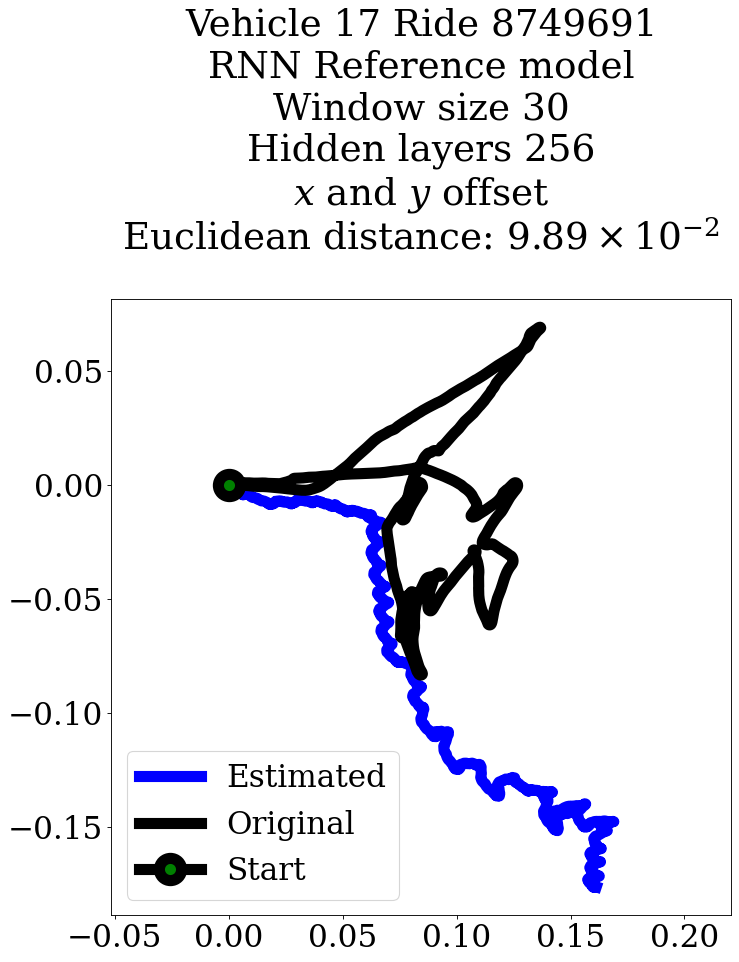 Vehicle 17 Ride 8749691
RNN Reference model
Window size 30
Hidden layers 256
x and y offset
Euclidean distance: 9.89 × 10⁻²
0.05
0.00
−0.05
−0.10
−0.15
Estimated
Original
Start
−0.05 0.00 0.05 0.10 0.15 0.20